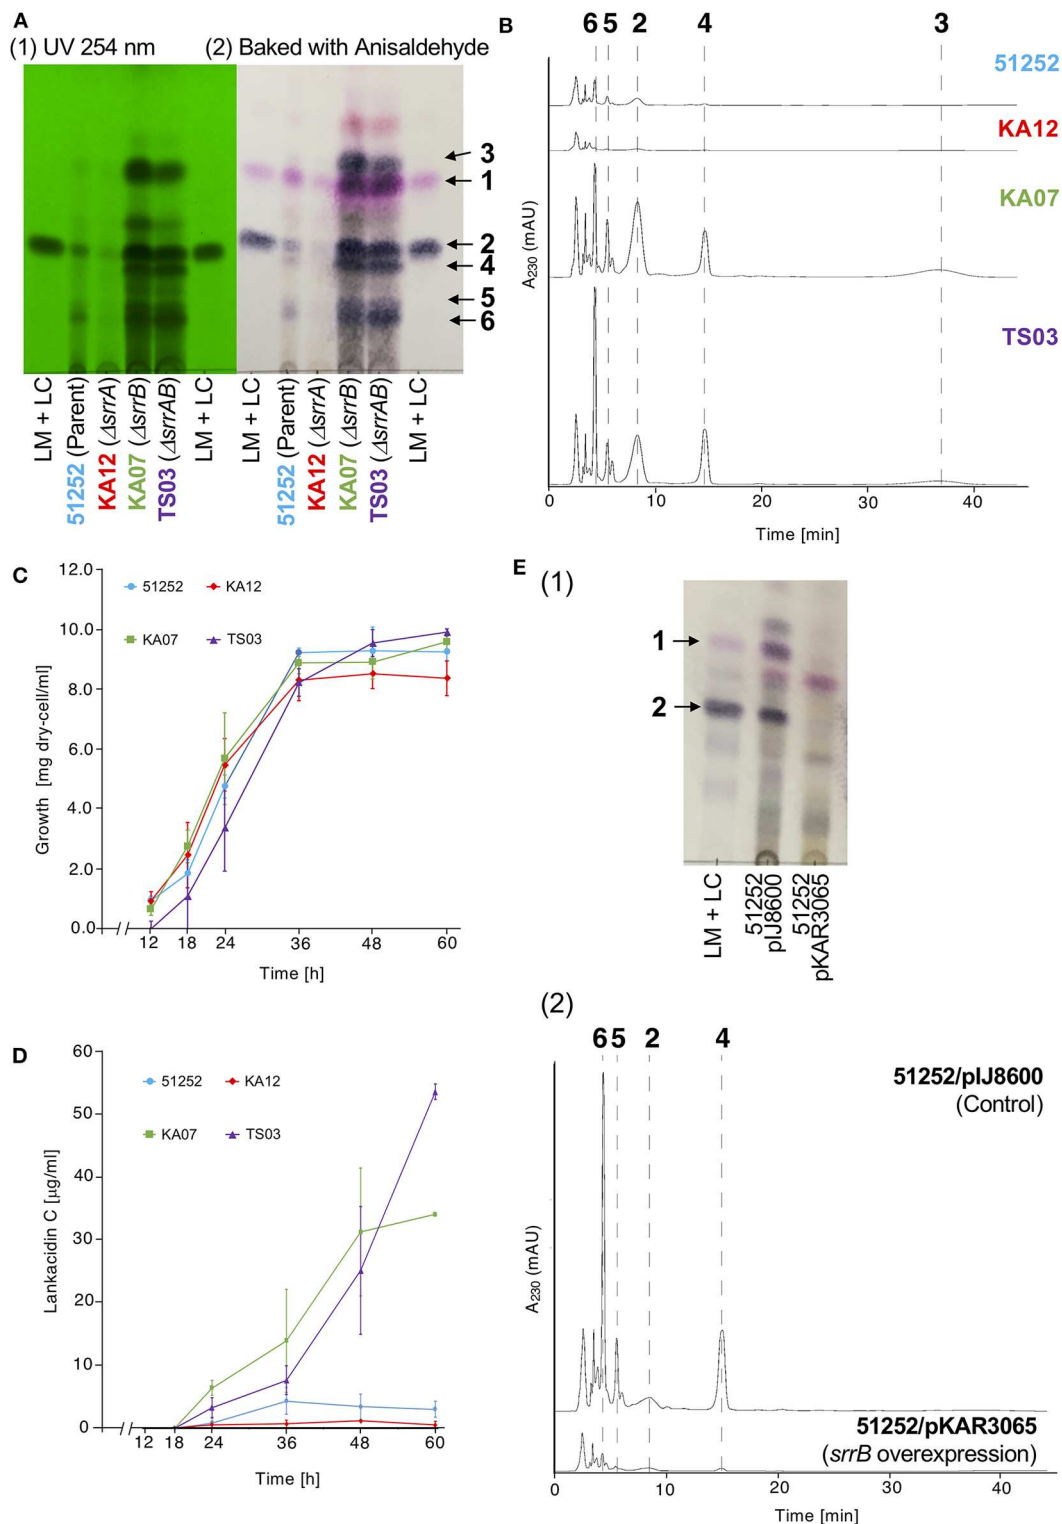 A
(1) UV 254 nm
(2) Baked with Anisaldehyde
3
1
2
4
5
6
LM + LC
51252 (Parent)
KA12 (ΔsrrA)
KA07 (ΔsrrB)
TS03 (ΔsrrAB)
LM + LC
LM + LC
51252 (Parent)
KA12 (ΔsrrA)
KA07 (ΔsrrB)
TS03 (ΔsrrAB)
LM + LC
B
6 5 2 4 3
51252
KA12
KA07
TS03
A230 (mAU)
0 10 20 30 40
Time [min]
C
12.0
10.0
8.0
6.0
4.0
2.0
0.0
51252
KA12
KA07
TS03
Growth [mg dry-cell/ml]
12 18 24 36 48 60
Time [h]
D
60
50
40
30
20
10
0
51252
KA12
KA07
TS03
Lankacidin C [μg/ml]
12 18 24 36 48 60
Time [h]
E
(1)
1
2
LM + LC
51252
pIJ8600
51252
pKAR3065
(2)
6 5 2 4
51252/pIJ8600
(Control)
51252/pKAR3065
(srrB overexpression)
A230 (mAU)
0 10 20 30 40
Time [min]